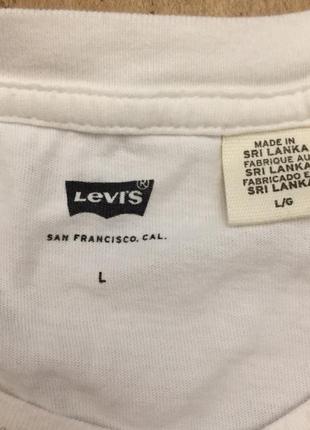 Levi's®
SAN FRANCISCO, CAL.
L
MADE IN
SRI LANKA
FABRIQUE AU
SRI LANKA
FABRICADO E
SRI LANKA
L/G